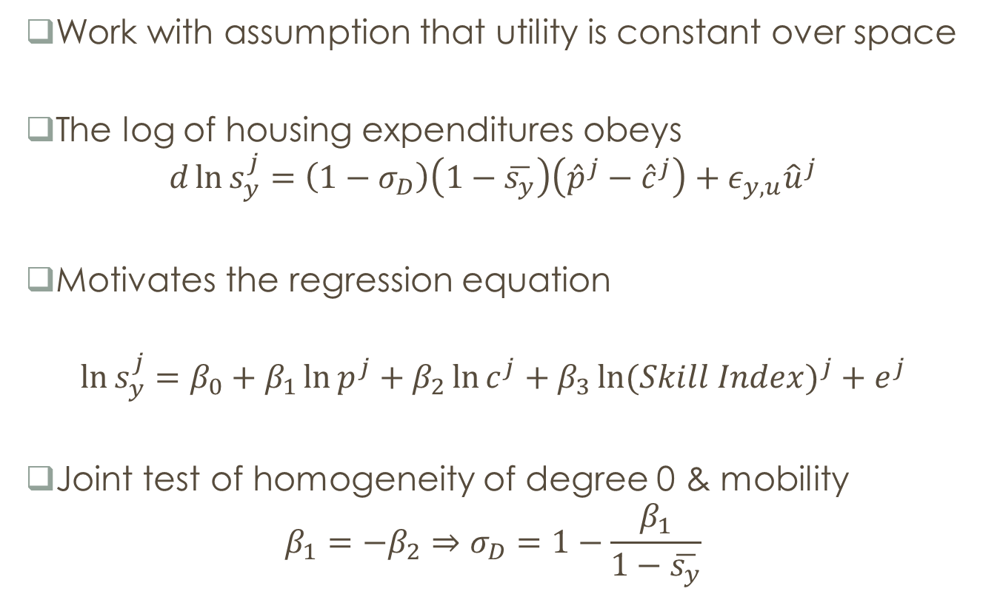 ❑Work with assumption that utility is constant over space
❑The log of housing expenditures obeys
$d \ln s_y^j = (1 - \sigma_D)(1 - \bar{s_y})(\hat{p}^j - \hat{c}^j) + \epsilon_{y,u}\hat{u}^j$
❑Motivates the regression equation
$\ln s_y^j = \beta_0 + \beta_1 \ln p^j + \beta_2 \ln c^j + \beta_3 \ln(Skill\ Index)^j + e^j$
❑Joint test of homogeneity of degree 0 & mobility
$\beta_1 = -\beta_2 \Rightarrow \sigma_D = 1 - \frac{\beta_1}{1 - \bar{s_y}}$